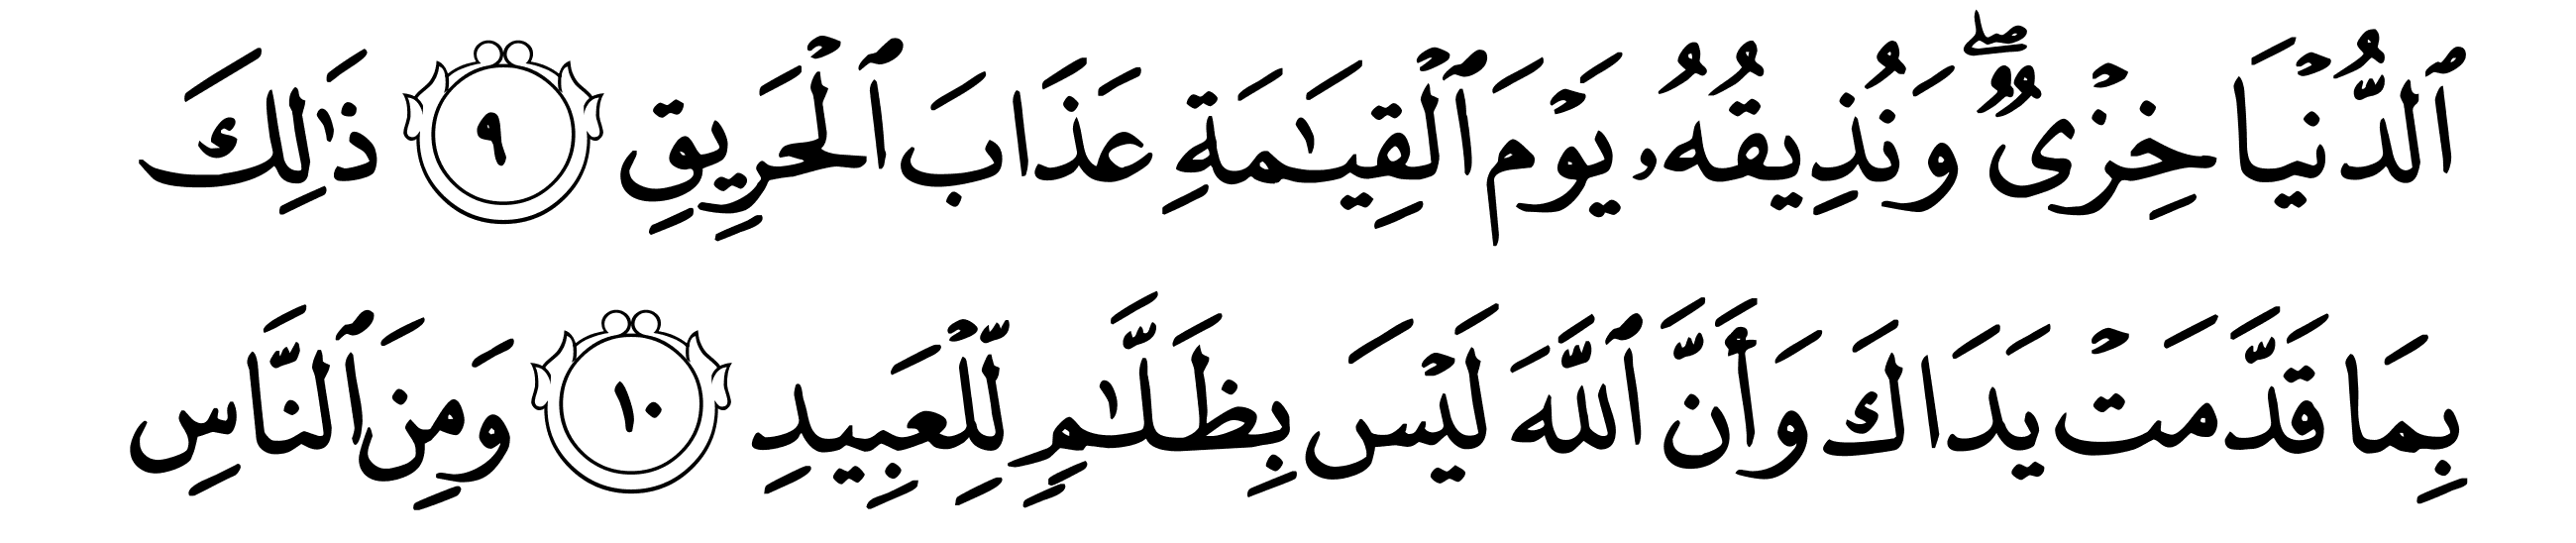 ٱلدُّنۡيَا خِزۡيٞۖ وَنُذِيقُهُۥ يَوۡمَ ٱلۡقِيَٰمَةِ عَذَابَ ٱلۡحَرِيقِ ٩ ذَٰلِكَ
بِمَا قَدَّمَتۡ يَدَاكَ وَأَنَّ ٱللَّهَ لَيۡسَ بِظَلَّٰمٖ لِّلۡعَبِيدِ ١٠ وَمِنَ ٱلنَّاسِ